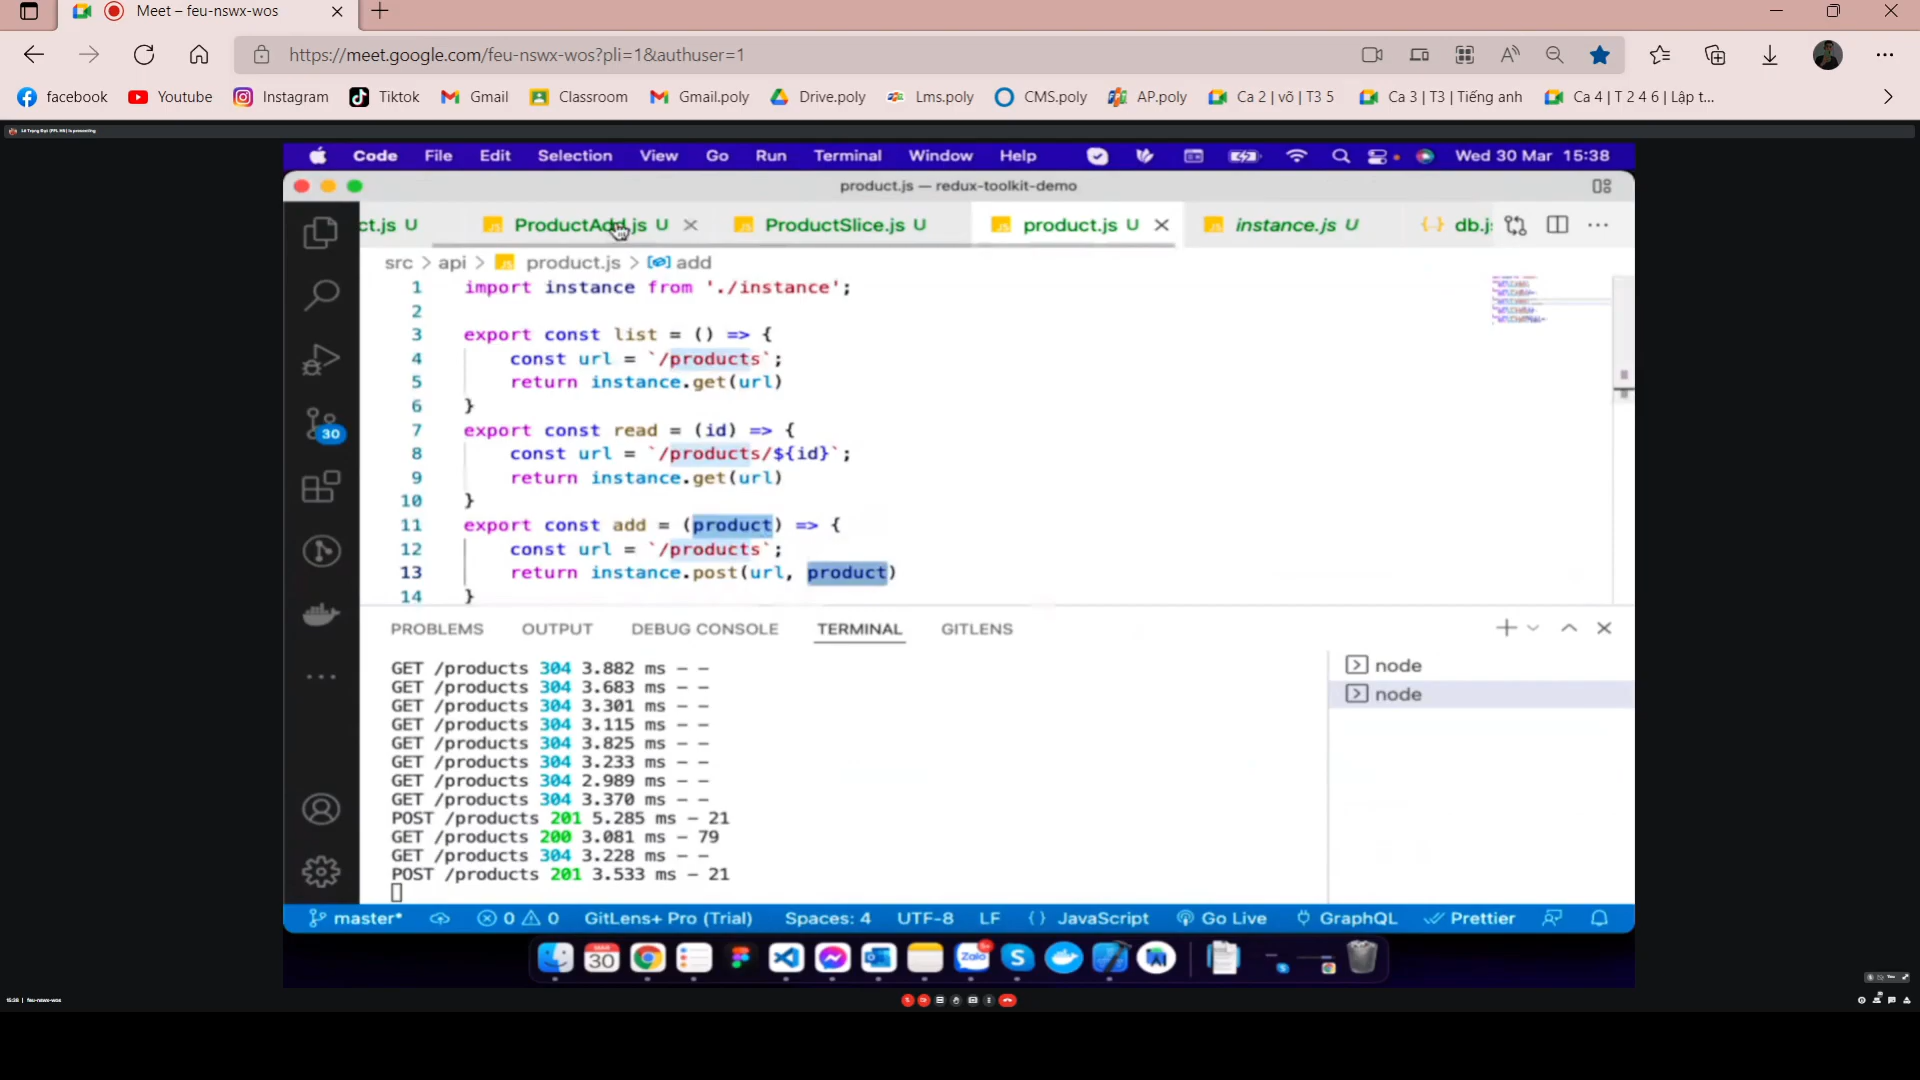 Meet – feu-nswx-wos
https://meet.google.com/feu-nswx-wos?pli=1&authuser=1
facebook Youtube Instagram Tiktok Gmail Classroom Gmail.poly Drive.poly Lms.poly CMS.poly AP.poly Ca 2 | võ | T3 5 Ca 3 | T3 | Tiếng anh Ca 4 | T 2 4 6 | Lập t...
Code File Edit Selection View Go Run Terminal Window Help Wed 30 Mar 15:38
product.js — redux-toolkit-demo
ct.js U ProductAdd.js U ProductSlice.js U product.js U instance.js U db.js
src > api > product.js > add
1 import instance from './instance';
2
3 export const list = () => {
4 const url = `/products`;
5 return instance.get(url)
6 }
7 export const read = (id) => {
8 const url = `/products/${id}`;
9 return instance.get(url)
10 }
11 export const add = (product) => {
12 const url = `/products`;
13 return instance.post(url, product)
14 }
30
PROBLEMS OUTPUT DEBUG CONSOLE TERMINAL GITLENS
GET /products 304 3.882 ms – –
GET /products 304 3.683 ms – –
GET /products 304 3.301 ms – –
GET /products 304 3.115 ms – –
GET /products 304 3.825 ms – –
GET /products 304 3.233 ms – –
GET /products 304 2.989 ms – –
GET /products 304 3.370 ms – –
POST /products 201 5.285 ms – 21
GET /products 200 3.081 ms – 79
GET /products 304 3.228 ms – –
POST /products 201 3.533 ms – 21
node
node
master* 0 0 GitLens+ Pro (Trial) Spaces: 4 UTF-8 LF {} JavaScript Go Live GraphQL Prettier
MAR
30
Zalo
15:38 | feu-nswx-wos